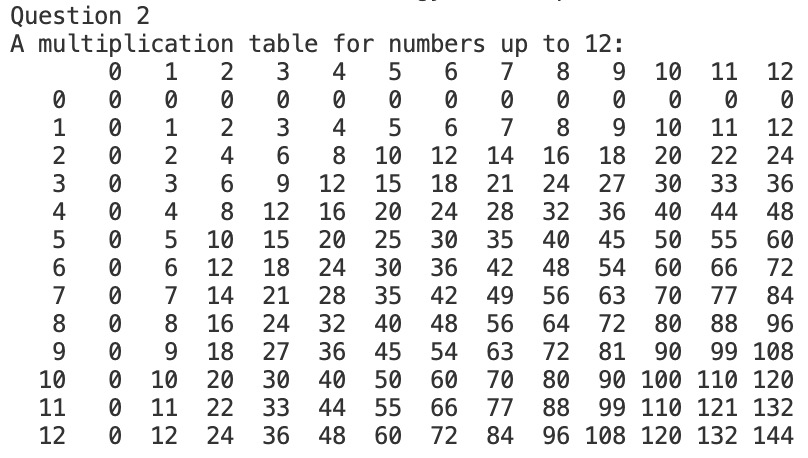 Question 2
A multiplication table for numbers up to 12:
       0   1   2   3   4   5   6   7   8   9  10  11  12
   0   0   0   0   0   0   0   0   0   0   0   0   0   0
   1   0   1   2   3   4   5   6   7   8   9  10  11  12
   2   0   2   4   6   8  10  12  14  16  18  20  22  24
   3   0   3   6   9  12  15  18  21  24  27  30  33  36
   4   0   4   8  12  16  20  24  28  32  36  40  44  48
   5   0   5  10  15  20  25  30  35  40  45  50  55  60
   6   0   6  12  18  24  30  36  42  48  54  60  66  72
   7   0   7  14  21  28  35  42  49  56  63  70  77  84
   8   0   8  16  24  32  40  48  56  64  72  80  88  96
   9   0   9  18  27  36  45  54  63  72  81  90  99 108
  10   0  10  20  30  40  50  60  70  80  90 100 110 120
  11   0  11  22  33  44  55  66  77  88  99 110 121 132
  12   0  12  24  36  48  60  72  84  96 108 120 132 144